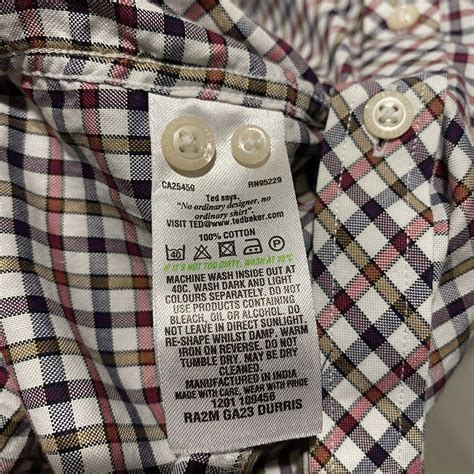 CA25459 RN95229
Ted says,
"No ordinary designer, no
ordinary shirt"
VISIT TED@WWW.TEDBAKER.COM
100% COTTON
40
IF IT'S NOT TOO DIRTY, WASH AT 30°C
MACHINE WASH INSIDE OUT AT
40C. WASH DARK AND LIGHT
COLOURS SEPARATELY. DO NOT
USE PRODUCTS CONTAINING
BLEACH, OIL OR ALCOHOL. DO
NOT LEAVE IN DIRECT SUNLIGHT.
RE-SHAPE WHILST DAMP. WARM
IRON ON REVERSE. DO NOT
TUMBLE DRY. MAY BE DRY
CLEANED.
MADE IN INDIA
MADE WITH CARE, WEAR WITH PRIDE
1201 109456
RA2M GA23 DURRIS